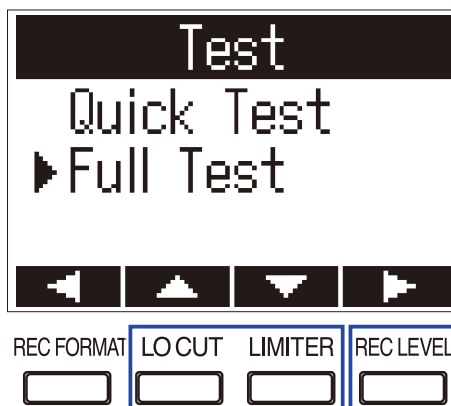 Test
Quick Test
Full Test
REC FORMAT LO CUT LIMITER REC LEVEL